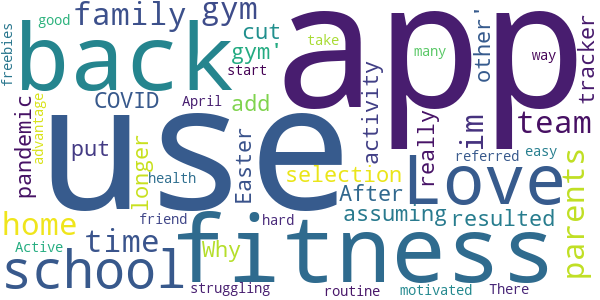 freebies
good
family
gym
back
app
cut
gym'
take
many
other'
way
tracker
start
COVID
April
add
activity
pandemic
advantage
use
put
longer
health
Easter
really
im
team
referred
easy
Love
selection
After
parents
home
time
friend
hard
assuming
resulted
Active
school
Why
fitness
struggling
routine
motivated
There